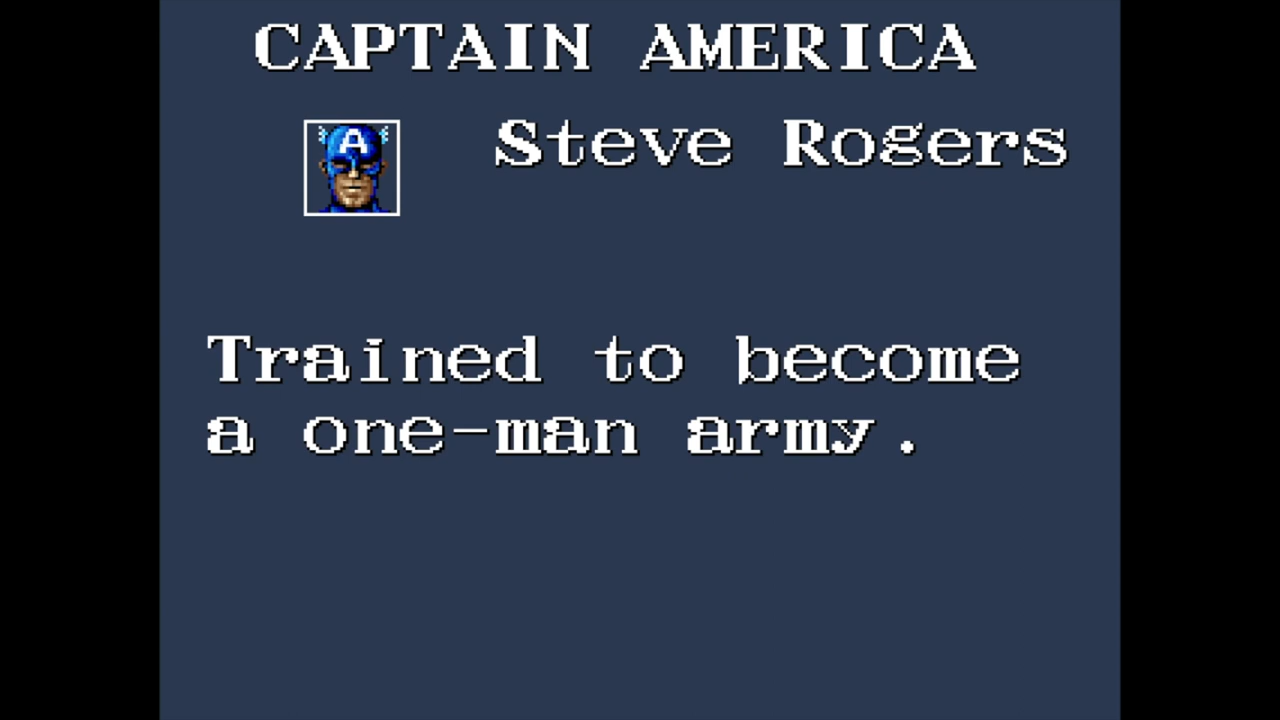 CAPTAIN AMERICA
A
Steve Rogers
Trained to become
a one-man army.